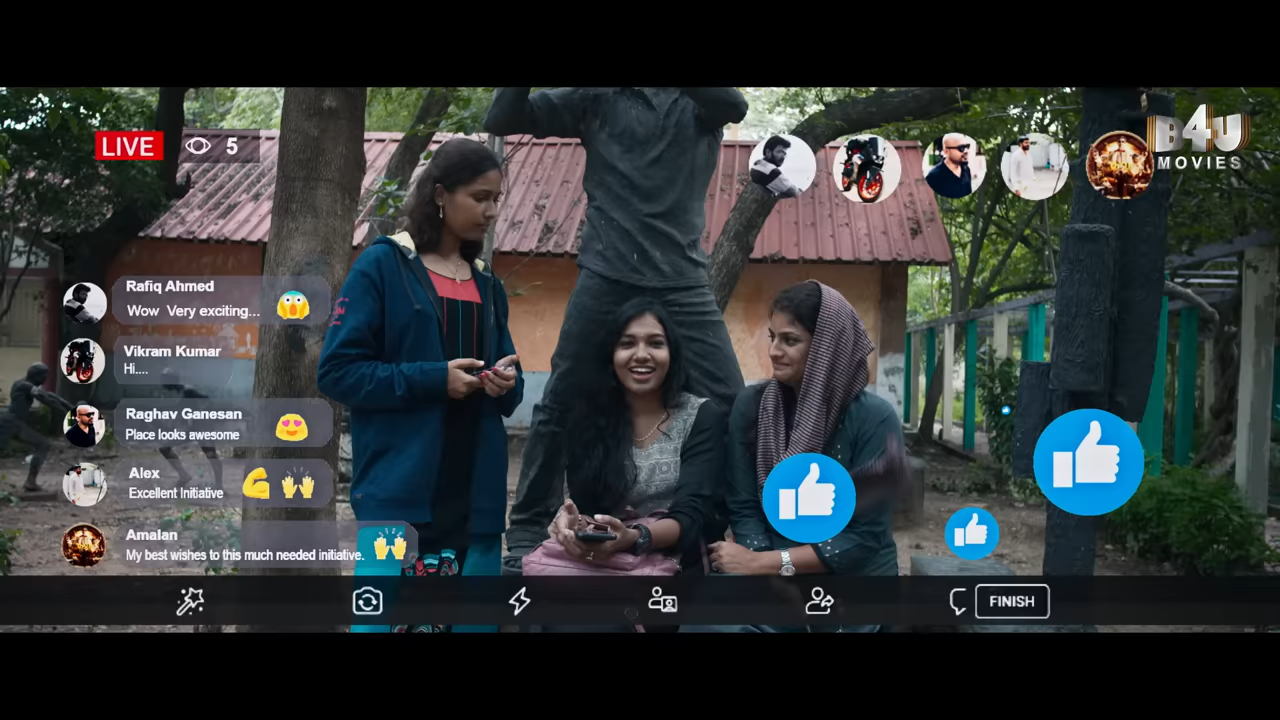 LIVE 5
B4U
MOVIES
Rafiq Ahmed
Wow Very exciting...
Vikram Kumar
Hi....
Raghav Ganesan
Place looks awesome
Alex
Excellent Initiative
Amalan
My best wishes to this much needed initiative.
FINISH